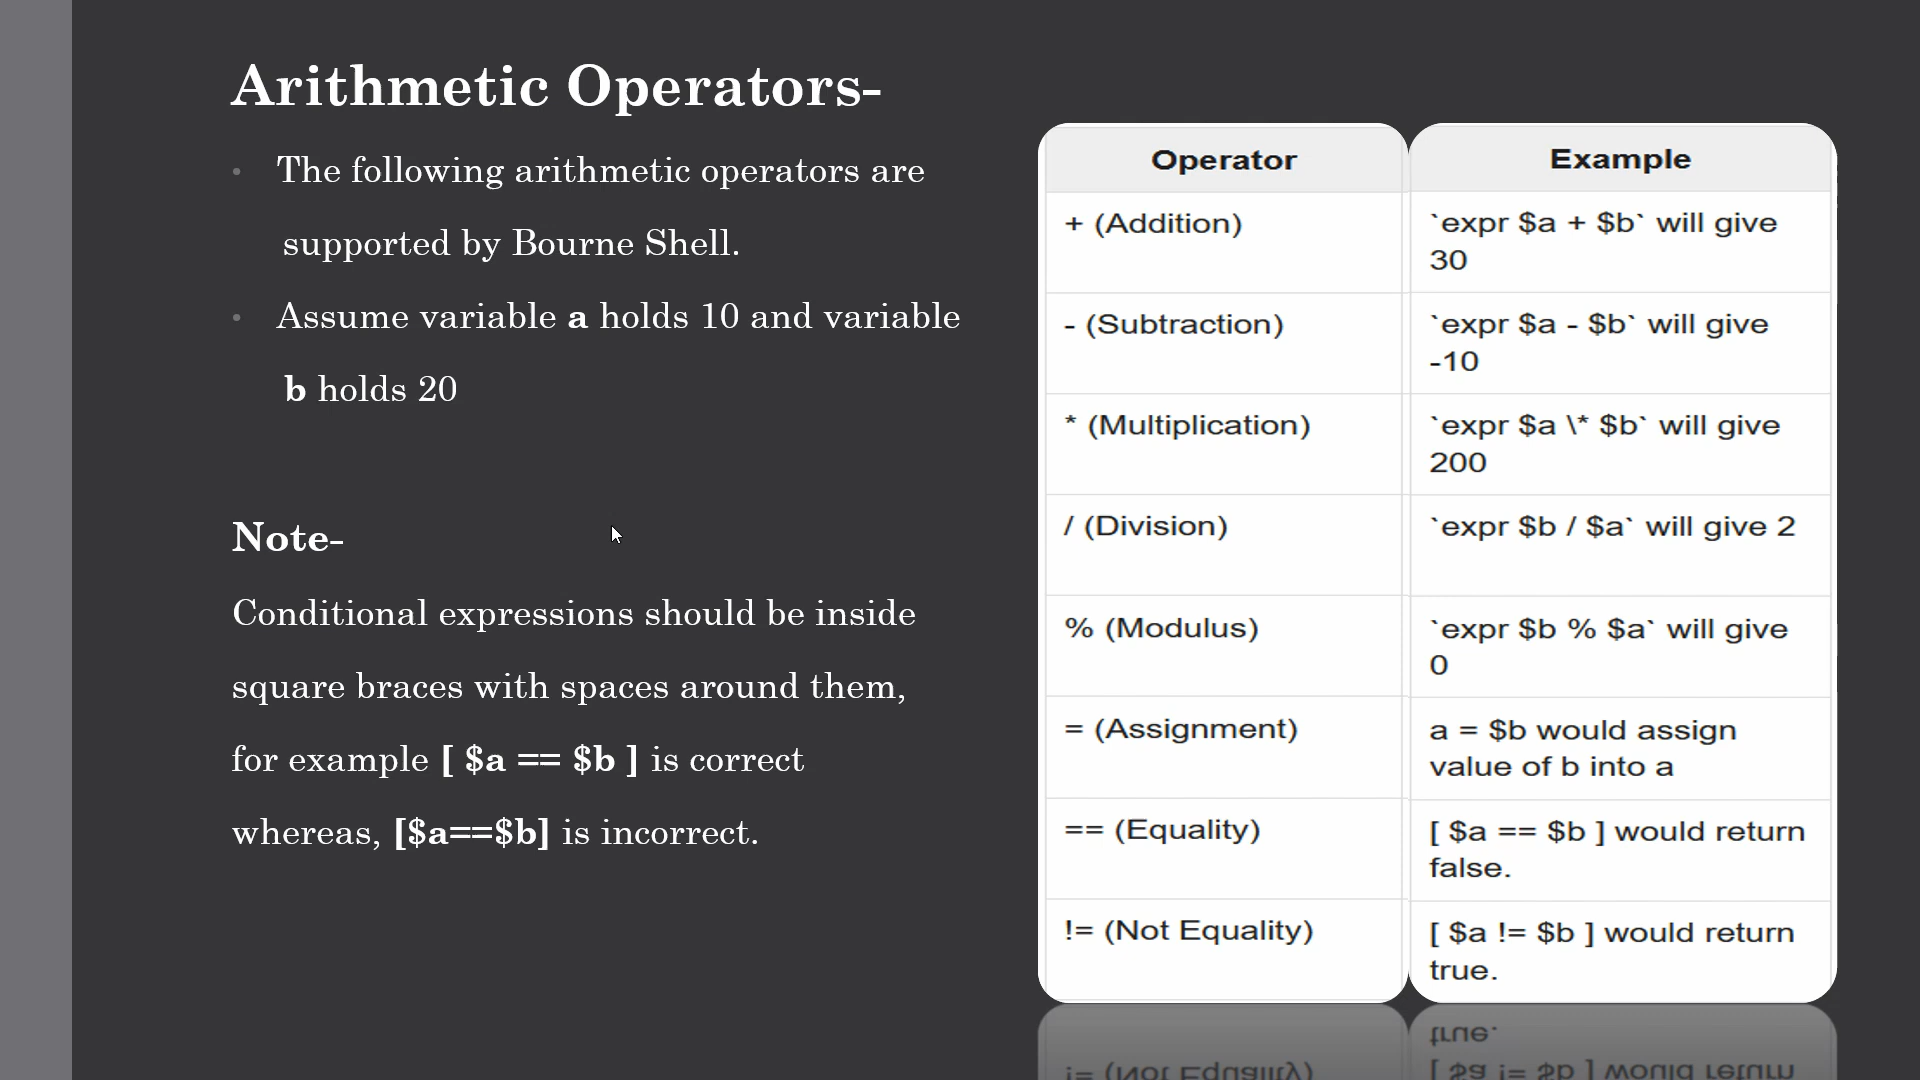 Arithmetic Operators-
• The following arithmetic operators are
supported by Bourne Shell.
• Assume variable a holds 10 and variable
b holds 20
Note-
Conditional expressions should be inside
square braces with spaces around them,
for example [ $a == $b ] is correct
whereas, [$a==$b] is incorrect.
Operator
Example
+ (Addition)
`expr $a + $b` will give
30
- (Subtraction)
`expr $a - $b` will give
-10
* (Multiplication)
`expr $a \* $b` will give
200
/ (Division)
`expr $b / $a` will give 2
% (Modulus)
`expr $b % $a` will give
0
= (Assignment)
a = $b would assign
value of b into a
== (Equality)
[ $a == $b ] would return
false.
!= (Not Equality)
[ $a != $b ] would return
true.